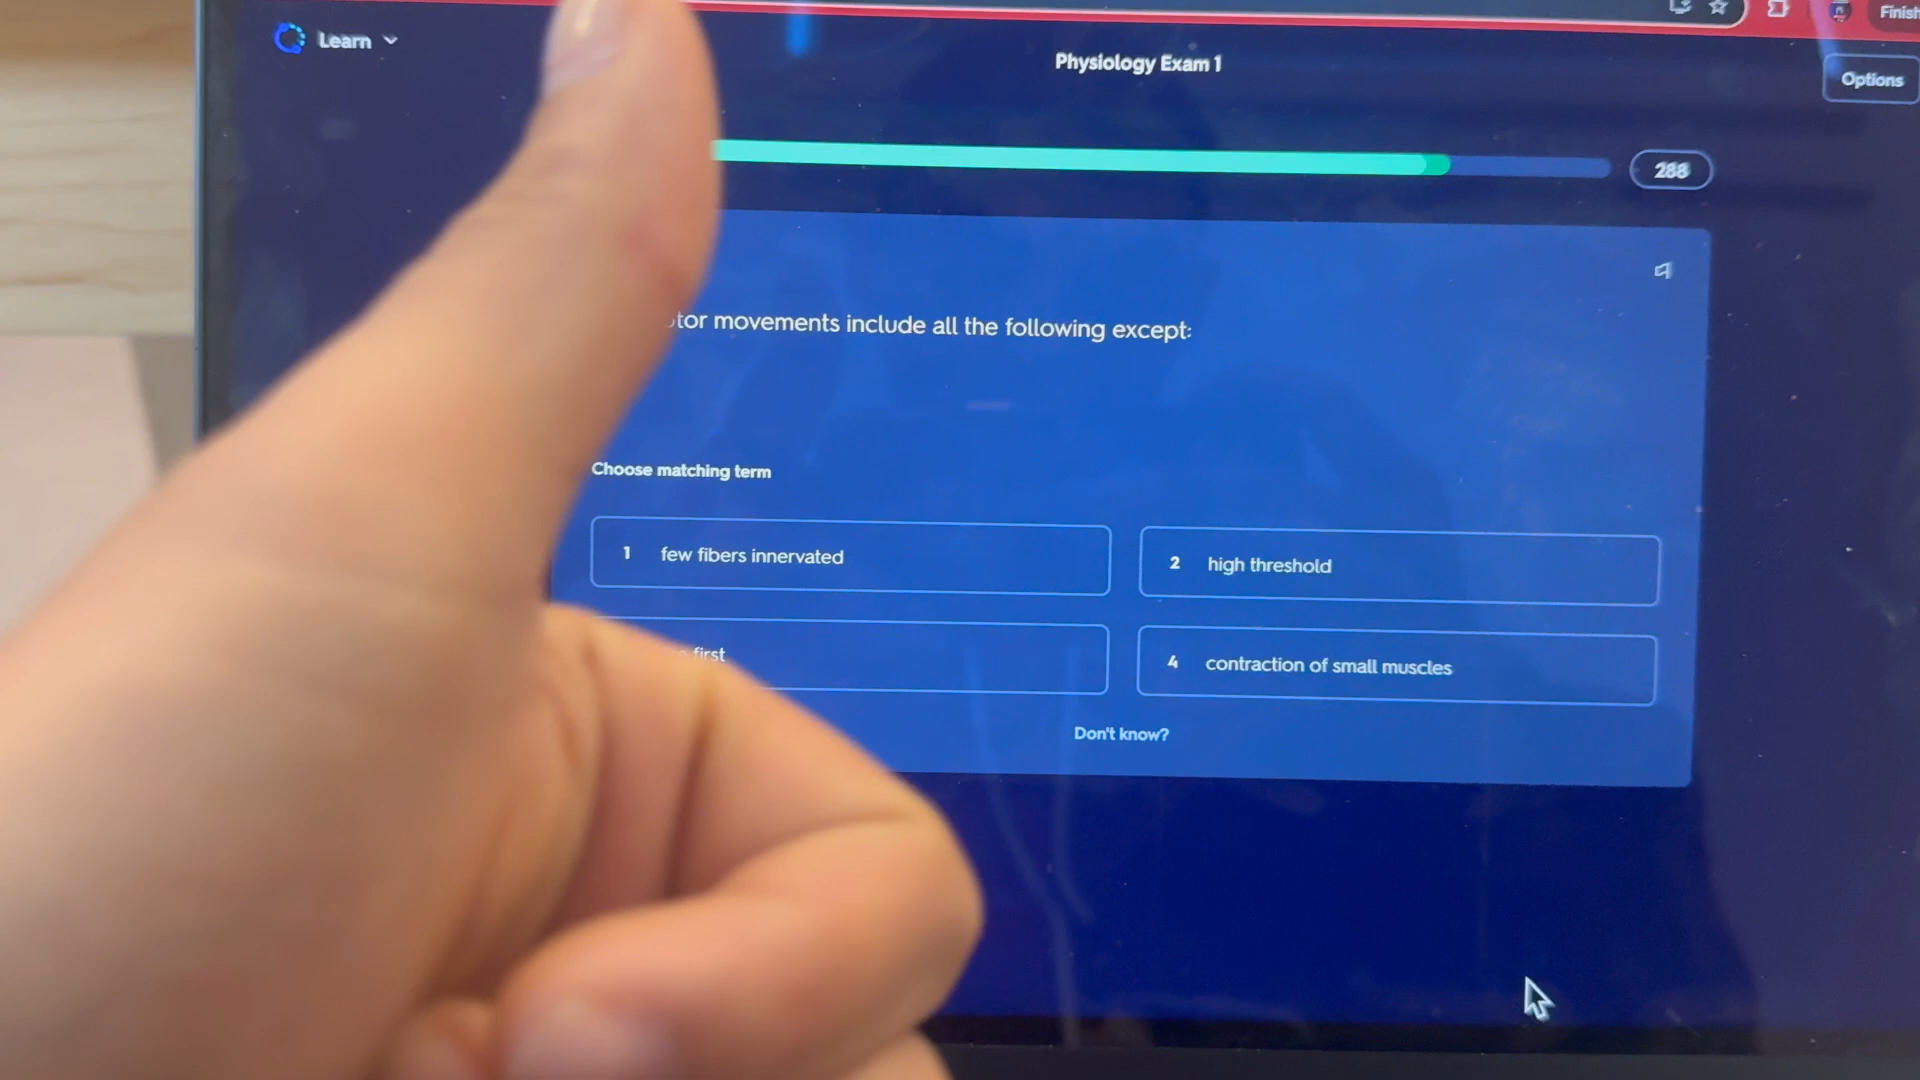 Finish
Learn
Physiology Exam 1
Options
288
tor movements include all the following except:
Choose matching term
1 few fibers innervated
2 high threshold
first
4 contraction of small muscles
Don't know?